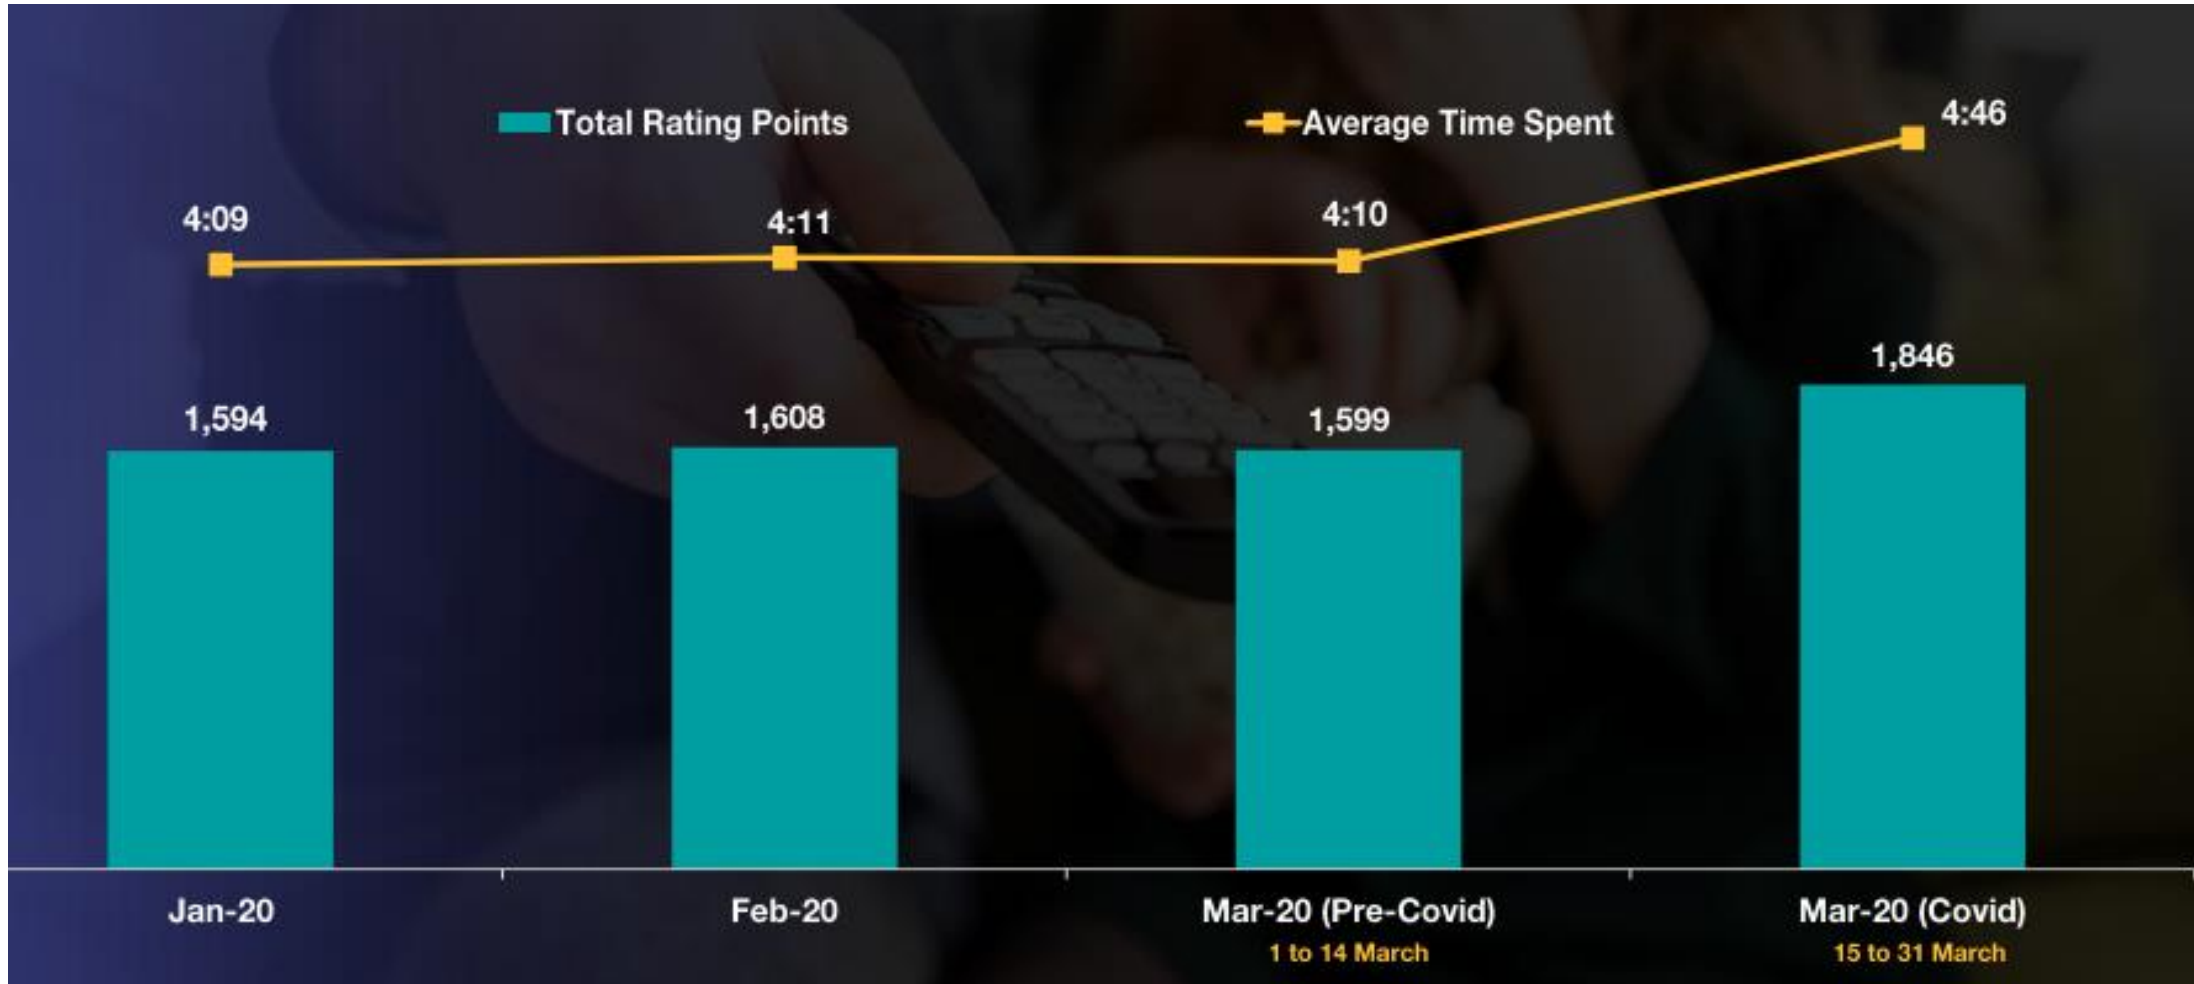 Total Rating Points
Average Time Spent
4:09
4:11
4:10
4:46
1,594
1,608
1,599
1,846
Jan-20
Feb-20
Mar-20 (Pre-Covid)
Mar-20 (Covid)
1 to 14 March
15 to 31 March